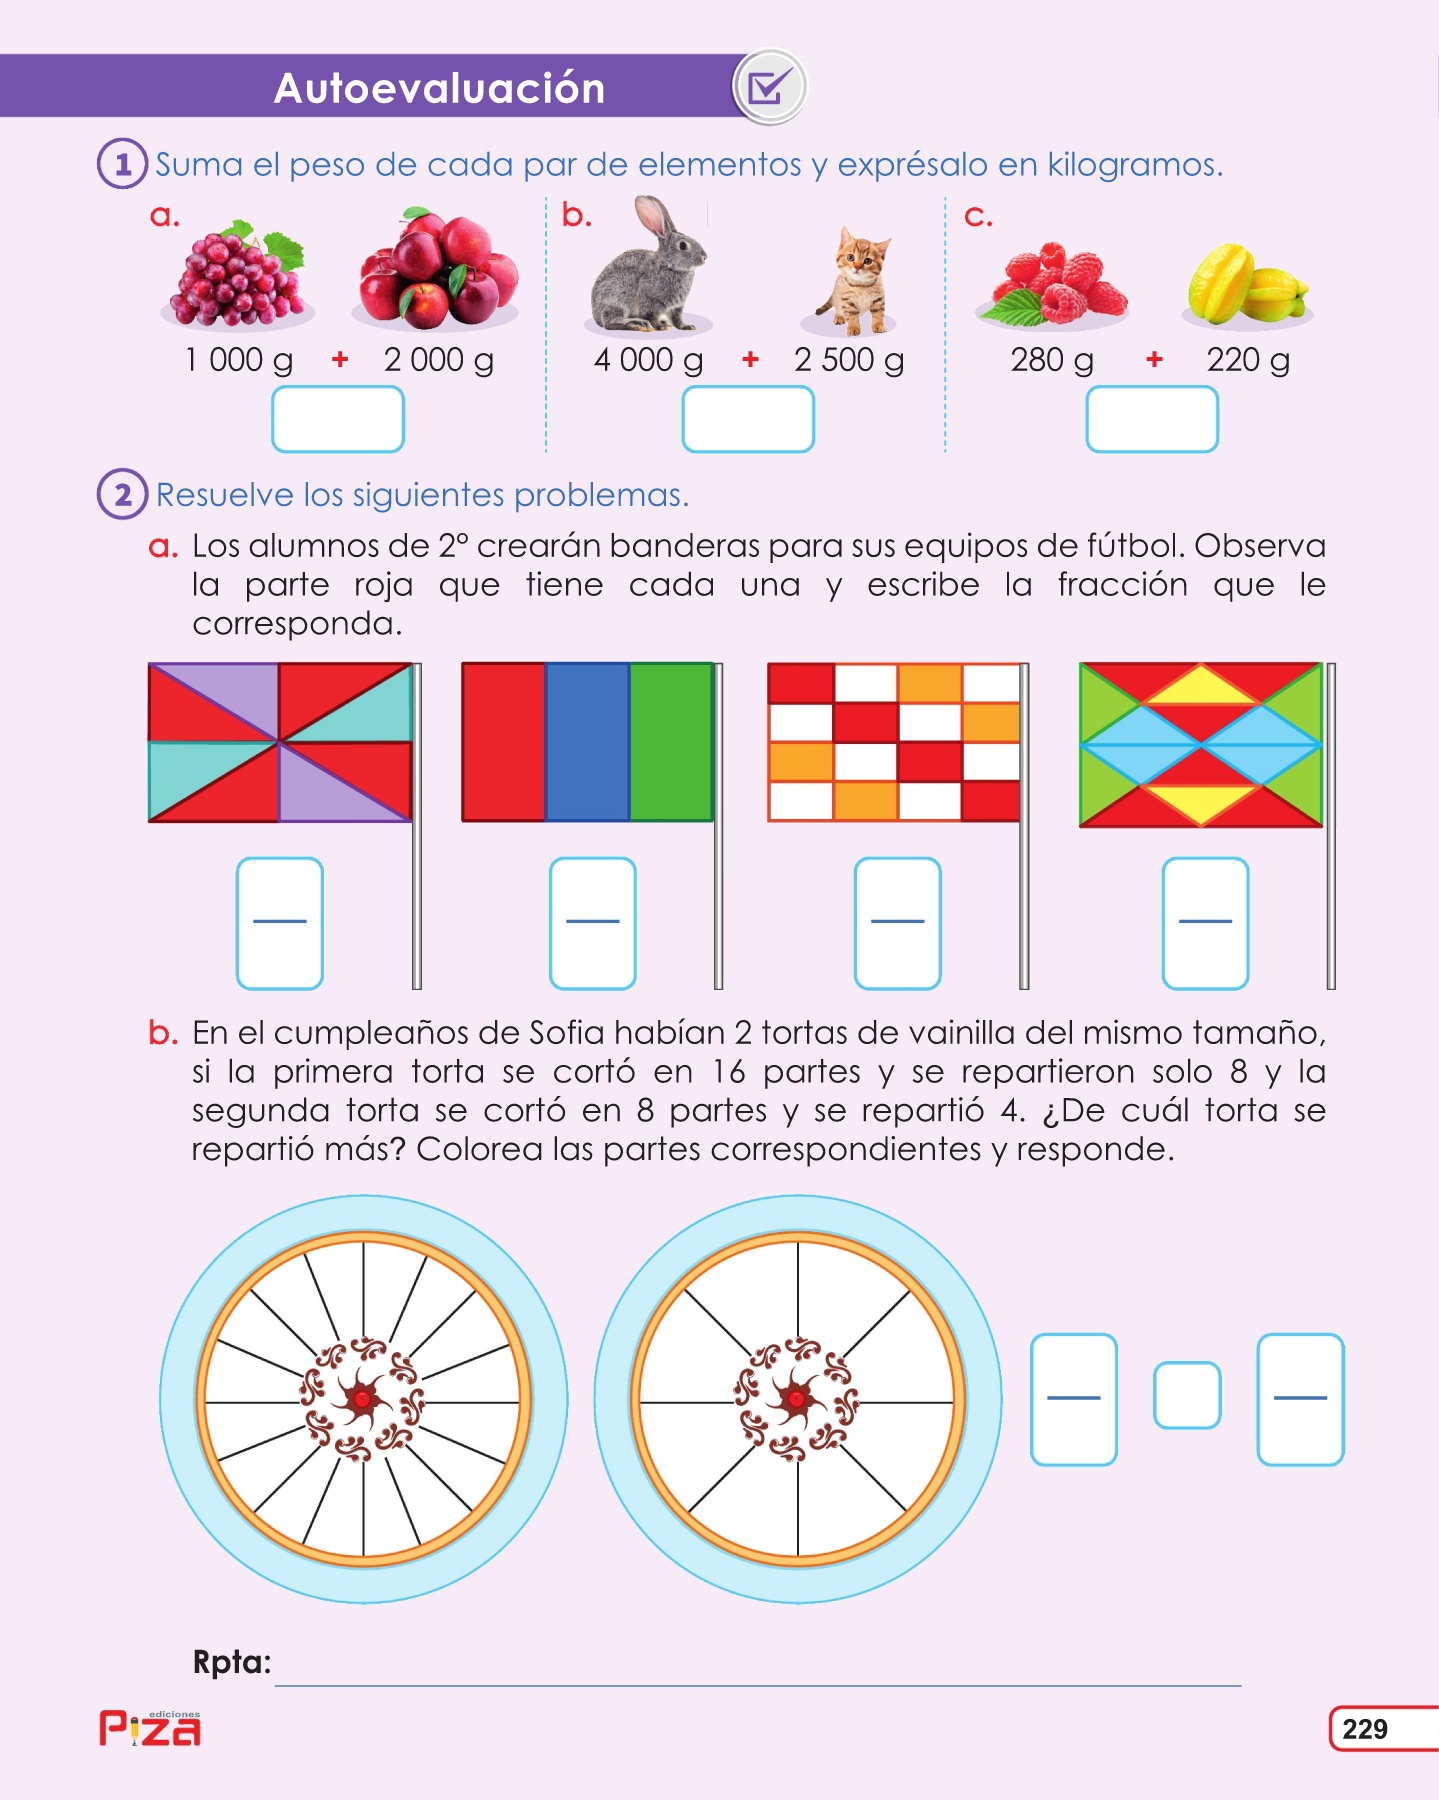 Autoevaluación
1 Suma el peso de cada par de elementos y exprésalo en kilogramos.
a. b. c.
1 000 g + 2 000 g 4 000 g + 2 500 g 280 g + 220 g
2 Resuelve los siguientes problemas.
a. Los alumnos de 2° crearán banderas para sus equipos de fútbol. Observa
la parte roja que tiene cada una y escribe la fracción que le
corresponda.
b. En el cumpleaños de Sofia habían 2 tortas de vainilla del mismo tamaño,
si la primera torta se cortó en 16 partes y se repartieron solo 8 y la
segunda torta se cortó en 8 partes y se repartió 4. ¿De cuál torta se
repartió más? Colorea las partes correspondientes y responde.
Rpta:
ediciones
Piza
229